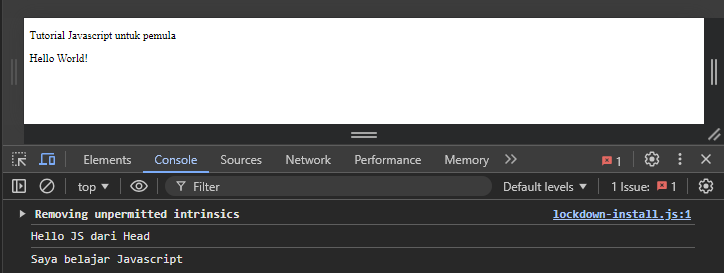 Tutorial Javascript untuk pemula
Hello World!
Elements Console Sources Network Performance Memory 1
top Filter Default levels 1 Issue: 1
Removing unpermitted intrinsics lockdown-install.js:1
Hello JS dari Head
Saya belajar Javascript